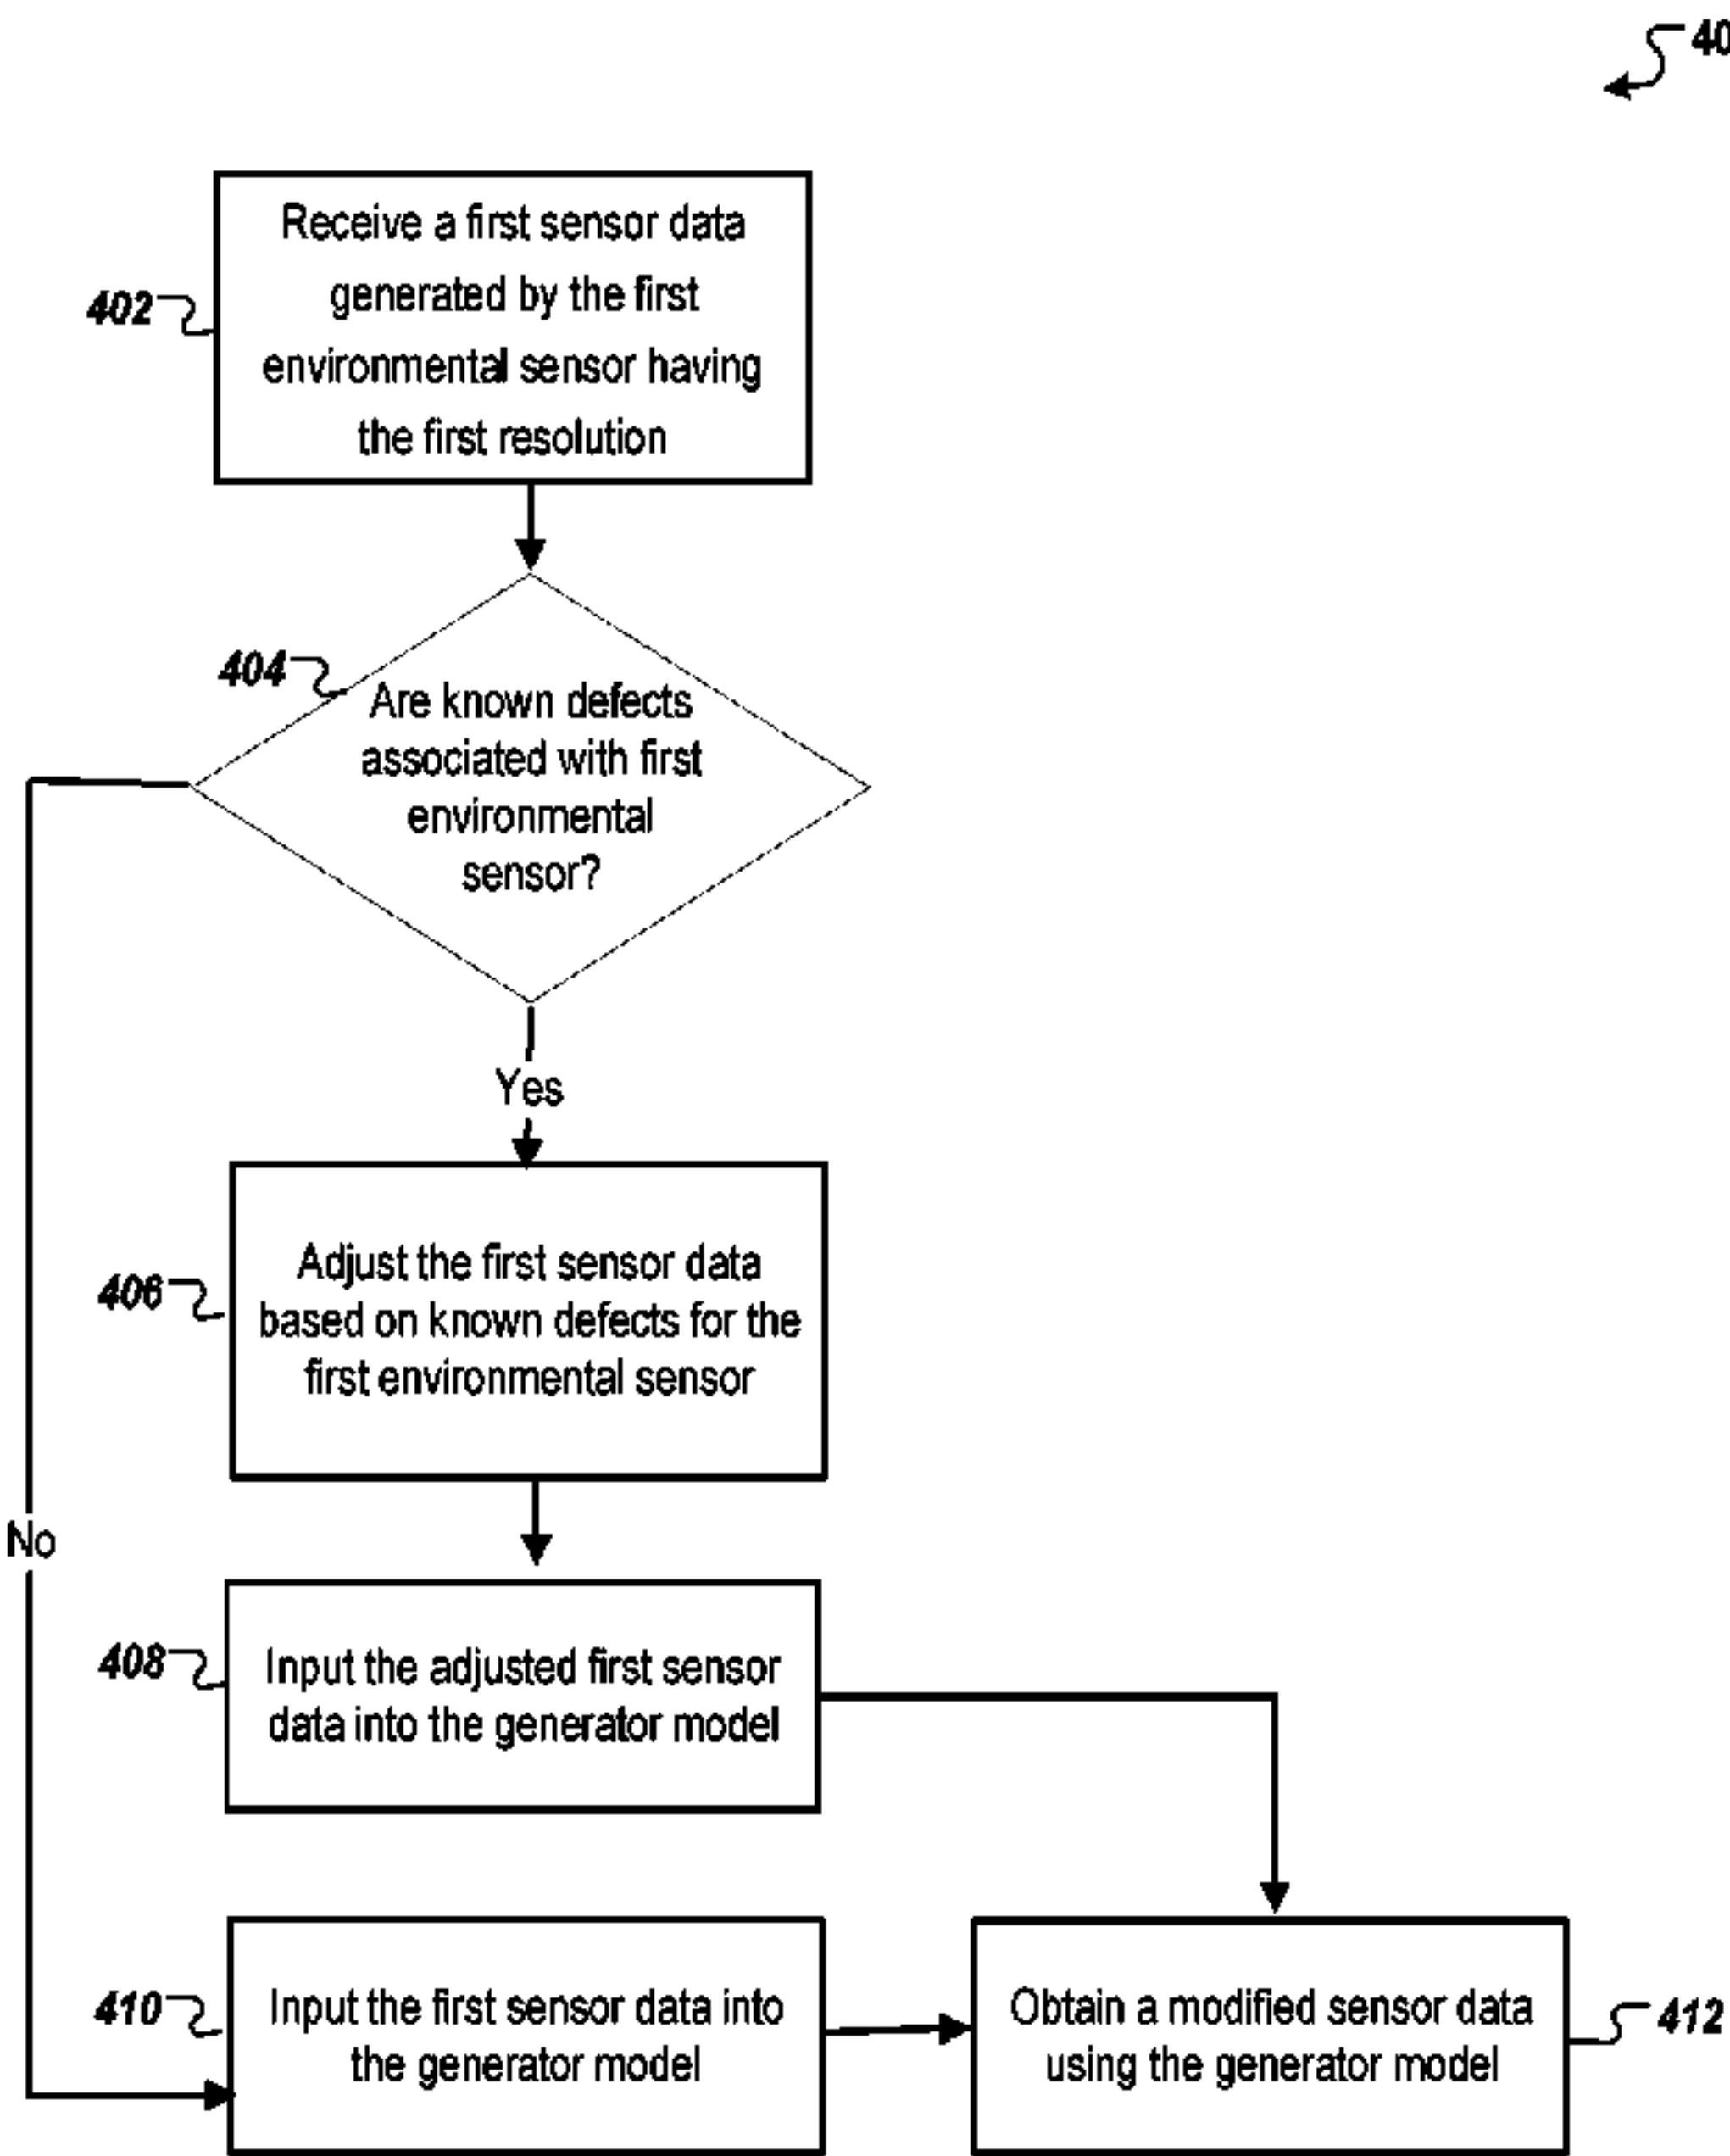 402
Receive a first sensor data
generated by the first
environmental sensor having
the first resolution
404
Are known defects
associated with first
environmental
sensor?
Yes
406
Adjust the first sensor data
based on known defects for the
first environmental sensor
No
408
Input the adjusted first sensor
data into the generator model
410
Input the first sensor data into
the generator model
Obtain a modified sensor data
using the generator model
412